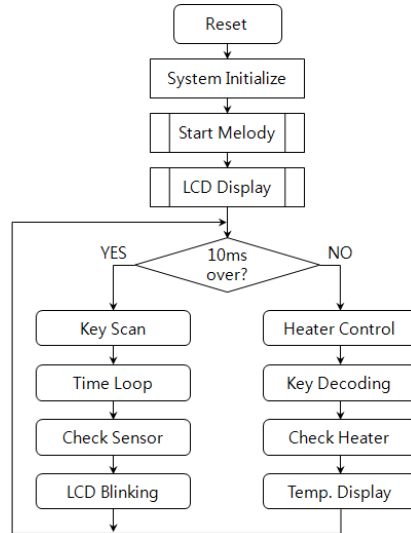 Reset
System Initialize
Start Melody
LCD Display
10ms
over?
YES
NO
Key Scan
Time Loop
Check Sensor
LCD Blinking
Heater Control
Key Decoding
Check Heater
Temp. Display